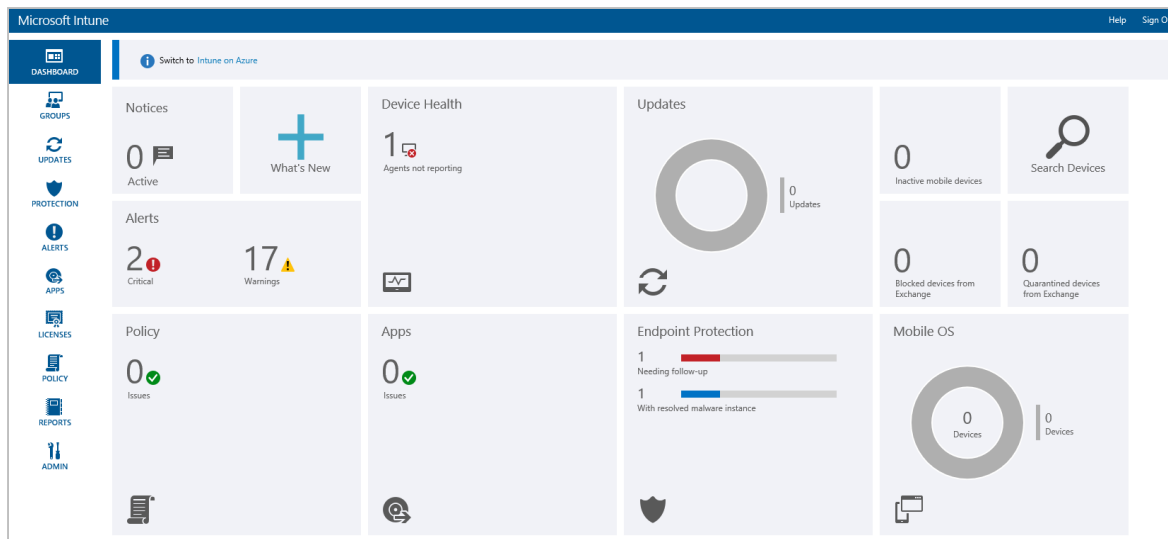 Microsoft Intune
Help
Sign O
DASHBOARD
GROUPS
UPDATES
PROTECTION
ALERTS
APPS
LICENSES
POLICY
REPORTS
ADMIN
Switch to Intune on Azure
Notices
0
Active
What's New
Device Health
1
Agents not reporting
Updates
0
Updates
0
Inactive mobile devices
Search Devices
Alerts
2
Critical
17
Warnings
0
Blocked devices from
Exchange
0
Quarantined devices
from Exchange
Policy
0
Issues
Apps
0
Issues
Endpoint Protection
1
Needing follow-up
1
With resolved malware instance
Mobile OS
0
Devices
0
Devices